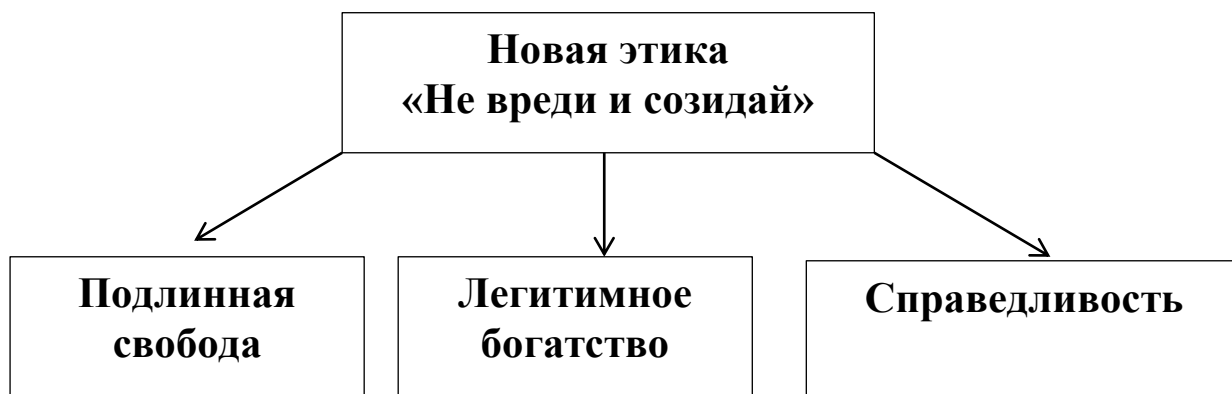 Новая этика
«Не вреди и созидай»
Подлинная
свобода
Легитимное
богатство
Справедливость